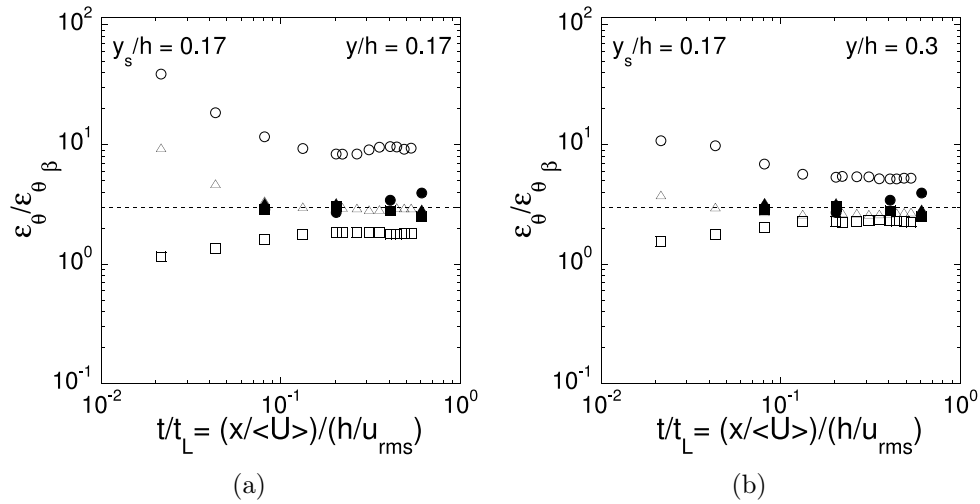 y_s/h = 0.17 y/h = 0.17
10^2
10^1
10^0
10^-1
ε_θ/ε_θ β
10^-2 10^-1 10^0
t/t_L= (x/<U>)/(h/u_rms)
(a)
y_s/h = 0.17 y/h = 0.3
10^2
10^1
10^0
10^-1
ε_θ/ε_θ β
10^-2 10^-1 10^0
t/t_L= (x/<U>)/(h/u_rms)
(b)